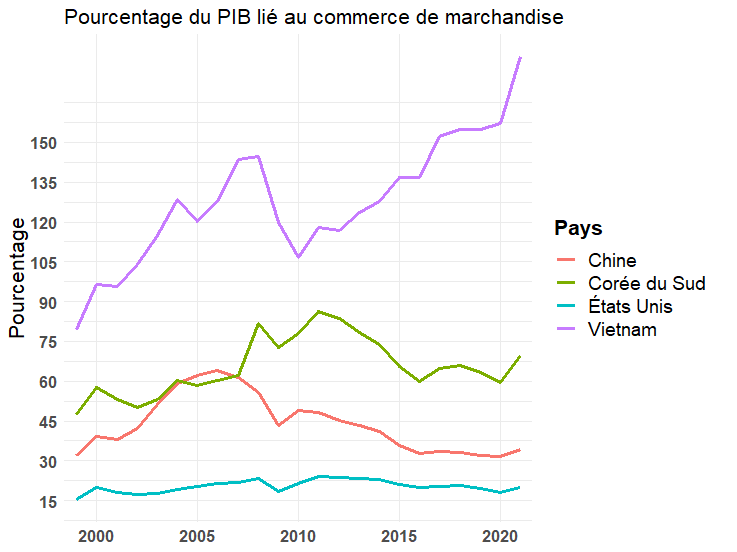 Pourcentage du PIB lié au commerce de marchandise
Pourcentage
150
135
120
105
90
75
60
45
30
15
2000
2005
2010
2015
2020
Pays
Chine
Corée du Sud
États Unis
Vietnam